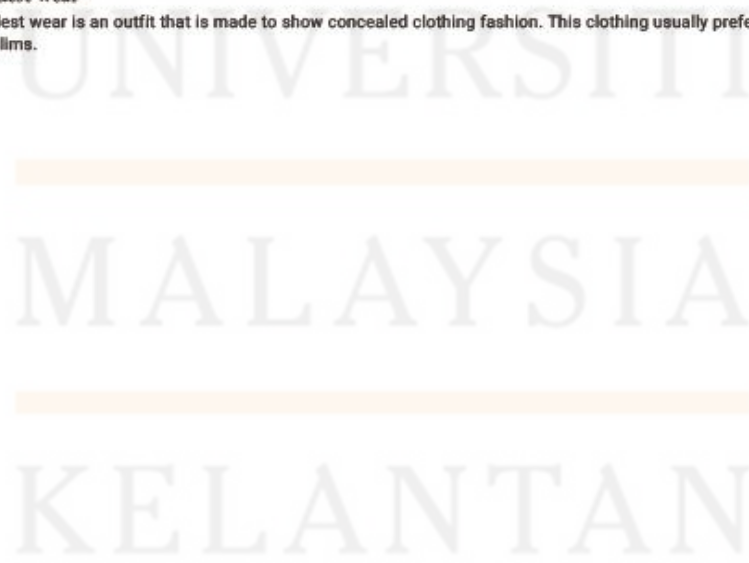 iest wear is an outfit that is made to show concealed clothing fashion. This clothing usually prefe
lims.
UNIVERSITI
MALAYSIA
KELANTAN